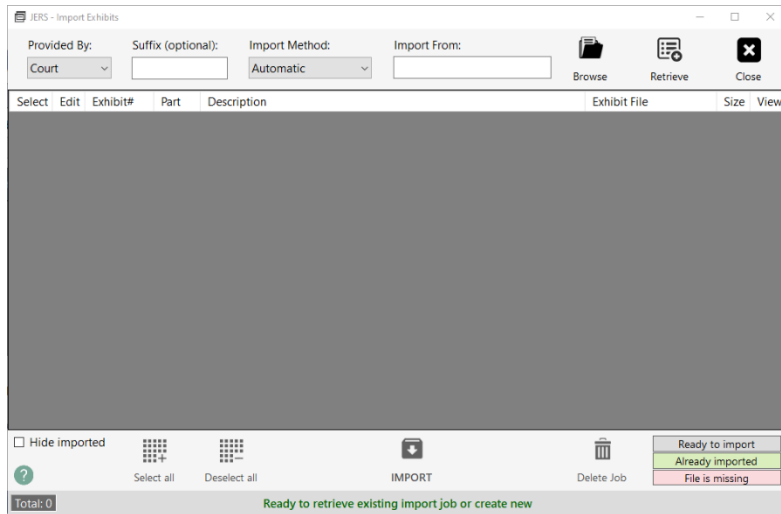 JERS - Import Exhibits
Provided By: Suffix (optional): Import Method: Import From:
Court Automatic
Browse Retrieve Close
Select Edit Exhibit# Part Description Exhibit File Size View
Hide imported
Ready to import
Already imported
File is missing
?
Select all Deselect all IMPORT Delete Job
Total: 0 Ready to retrieve existing import job or create new